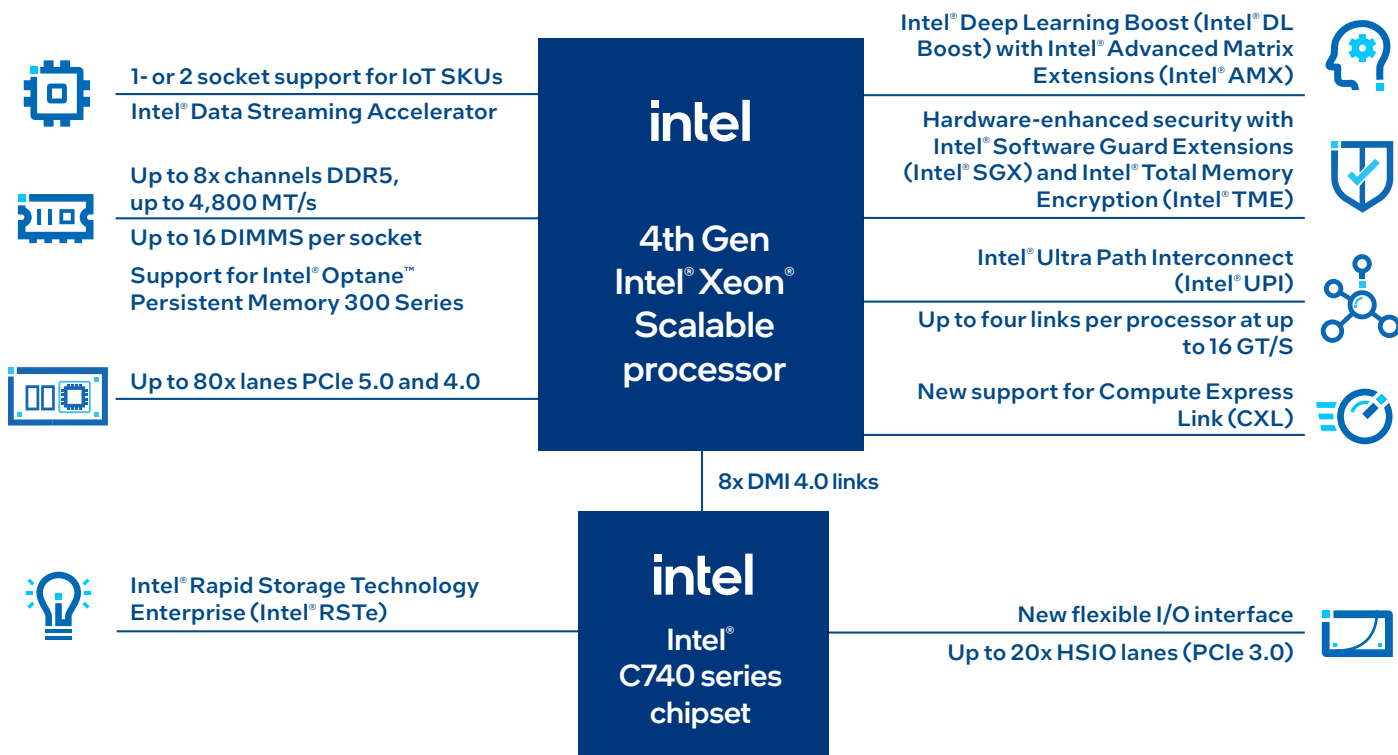 1- or 2 socket support for IoT SKUs
Intel® Data Streaming Accelerator
Up to 8x channels DDR5,
up to 4,800 MT/s
Up to 16 DIMMS per socket
Support for Intel® Optane™
Persistent Memory 300 Series
Up to 80x lanes PCIe 5.0 and 4.0
intel
4th Gen
Intel® Xeon®
Scalable
processor
Intel® Deep Learning Boost (Intel® DL
Boost) with Intel® Advanced Matrix
Extensions (Intel® AMX)
Hardware-enhanced security with
Intel® Software Guard Extensions
(Intel® SGX) and Intel® Total Memory
Encryption (Intel® TME)
Intel® Ultra Path Interconnect
(Intel® UPI)
Up to four links per processor at up
to 16 GT/S
New support for Compute Express
Link (CXL)
8x DMI 4.0 links
Intel® Rapid Storage Technology
Enterprise (Intel® RSTe)
intel
Intel®
C740 series
chipset
New flexible I/O interface
Up to 20x HSIO lanes (PCIe 3.0)